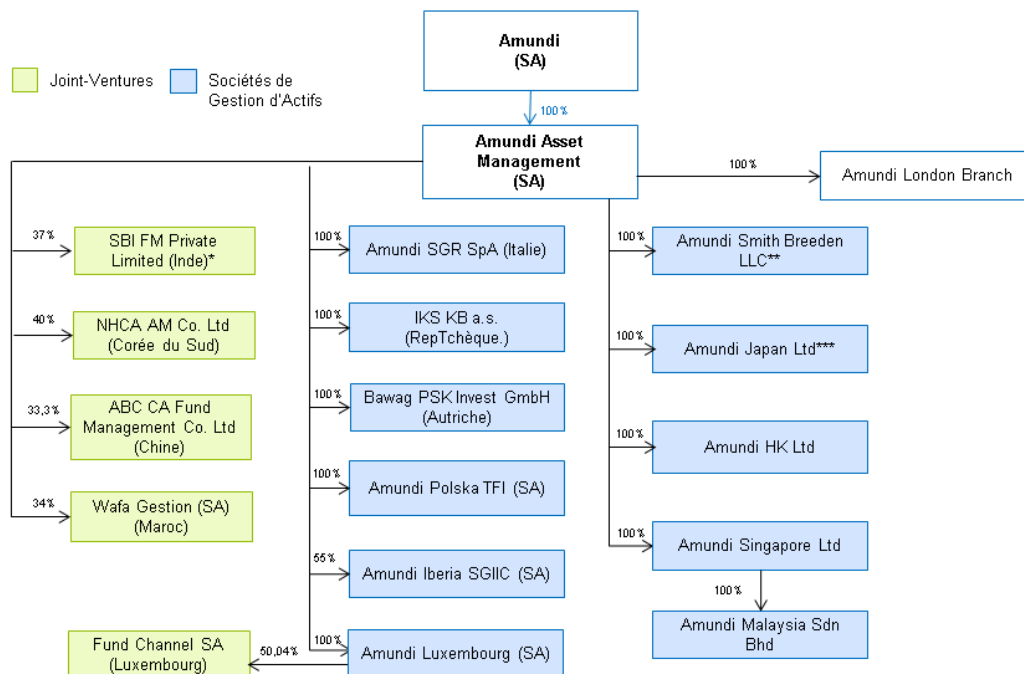 Amundi
(SA)
Joint-Ventures
Sociétés de
Gestion d'Actifs
100%
Amundi Asset
Management
(SA)
100%
Amundi London Branch
37%
SBI FM Private
Limited (Inde)*
40%
NHCA AM Co. Ltd
(Corée du Sud)
33,3%
ABC CA Fund
Management Co. Ltd
(Chine)
34%
Wafa Gestion (SA)
(Maroc)
100%
Amundi SGR SpA (Italie)
100%
IKS KB a.s.
(RepTchèque.)
100%
Bawag PSK Invest GmbH
(Autriche)
100%
Amundi Polska TFI (SA)
55%
Amundi Iberia SGIIC (SA)
100%
Amundi Luxembourg (SA)
50,04%
Fund Channel SA
(Luxembourg)
100%
Amundi Smith Breeden
LLC**
100%
Amundi Japan Ltd***
100%
Amundi HK Ltd
100%
Amundi Singapore Ltd
100%
Amundi Malaysia Sdn
Bhd